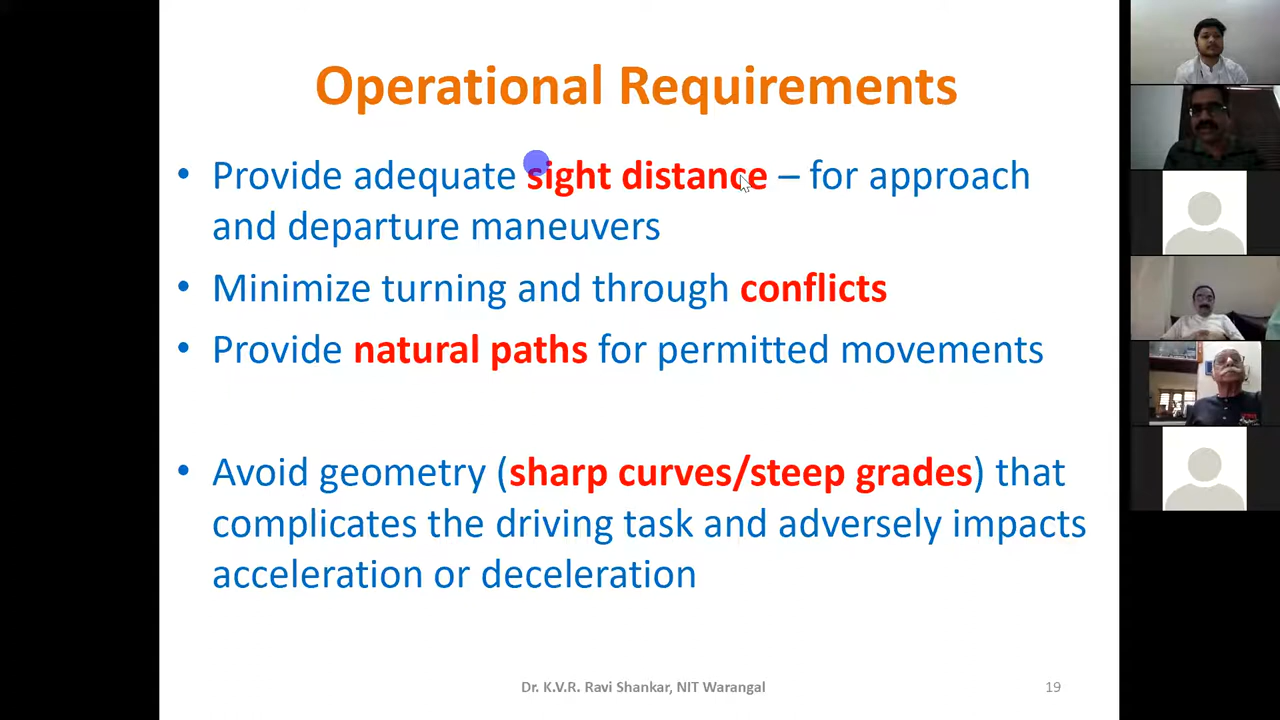 Operational Requirements
• Provide adequate sight distance – for approach
and departure maneuvers
• Minimize turning and through conflicts
• Provide natural paths for permitted movements
• Avoid geometry (sharp curves/steep grades) that
complicates the driving task and adversely impacts
acceleration or deceleration
Dr. K.V.R. Ravi Shankar, NIT Warangal
19